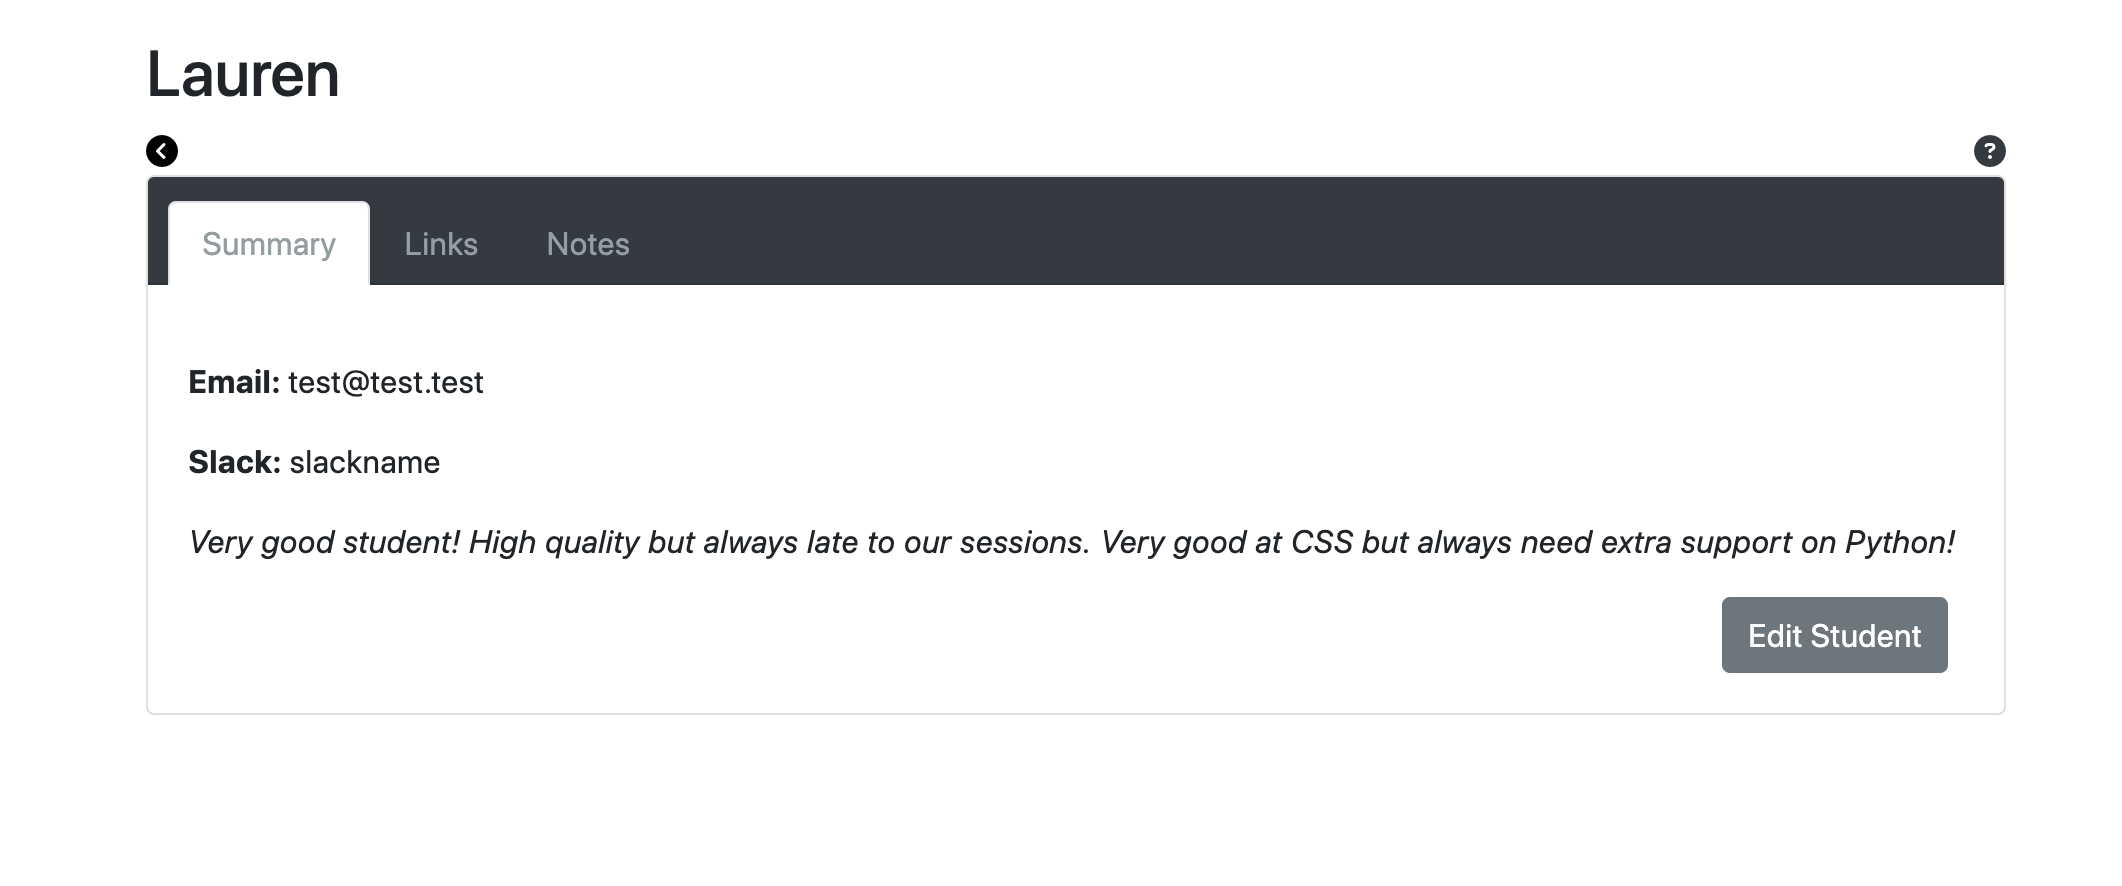 Lauren
?
Summary Links Notes
Email: test@test.test
Slack: slackname
Very good student! High quality but always late to our sessions. Very good at CSS but always need extra support on Python!
Edit Student